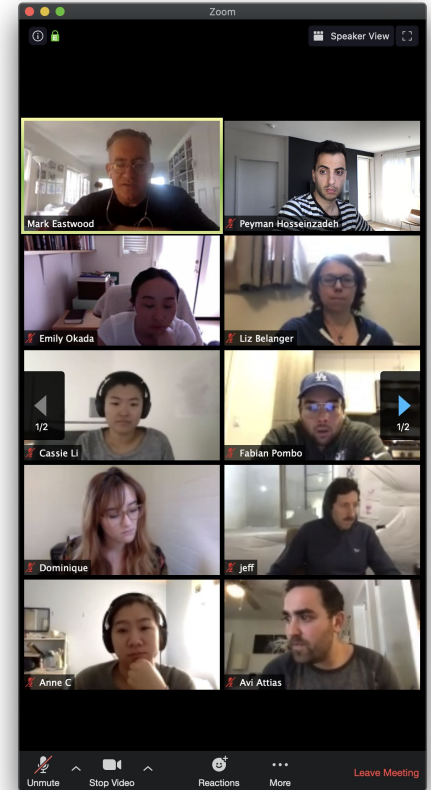 Zoom
Speaker View
Mark Eastwood
Peyman Hosseinzadeh
Emily Okada
Liz Belanger
1/2
1/2
Cassie Li
Fabian Pombo
Dominique
jeff
Anne C
Avi Attias
Unmute
Stop Video
Reactions
More
Leave Meeting